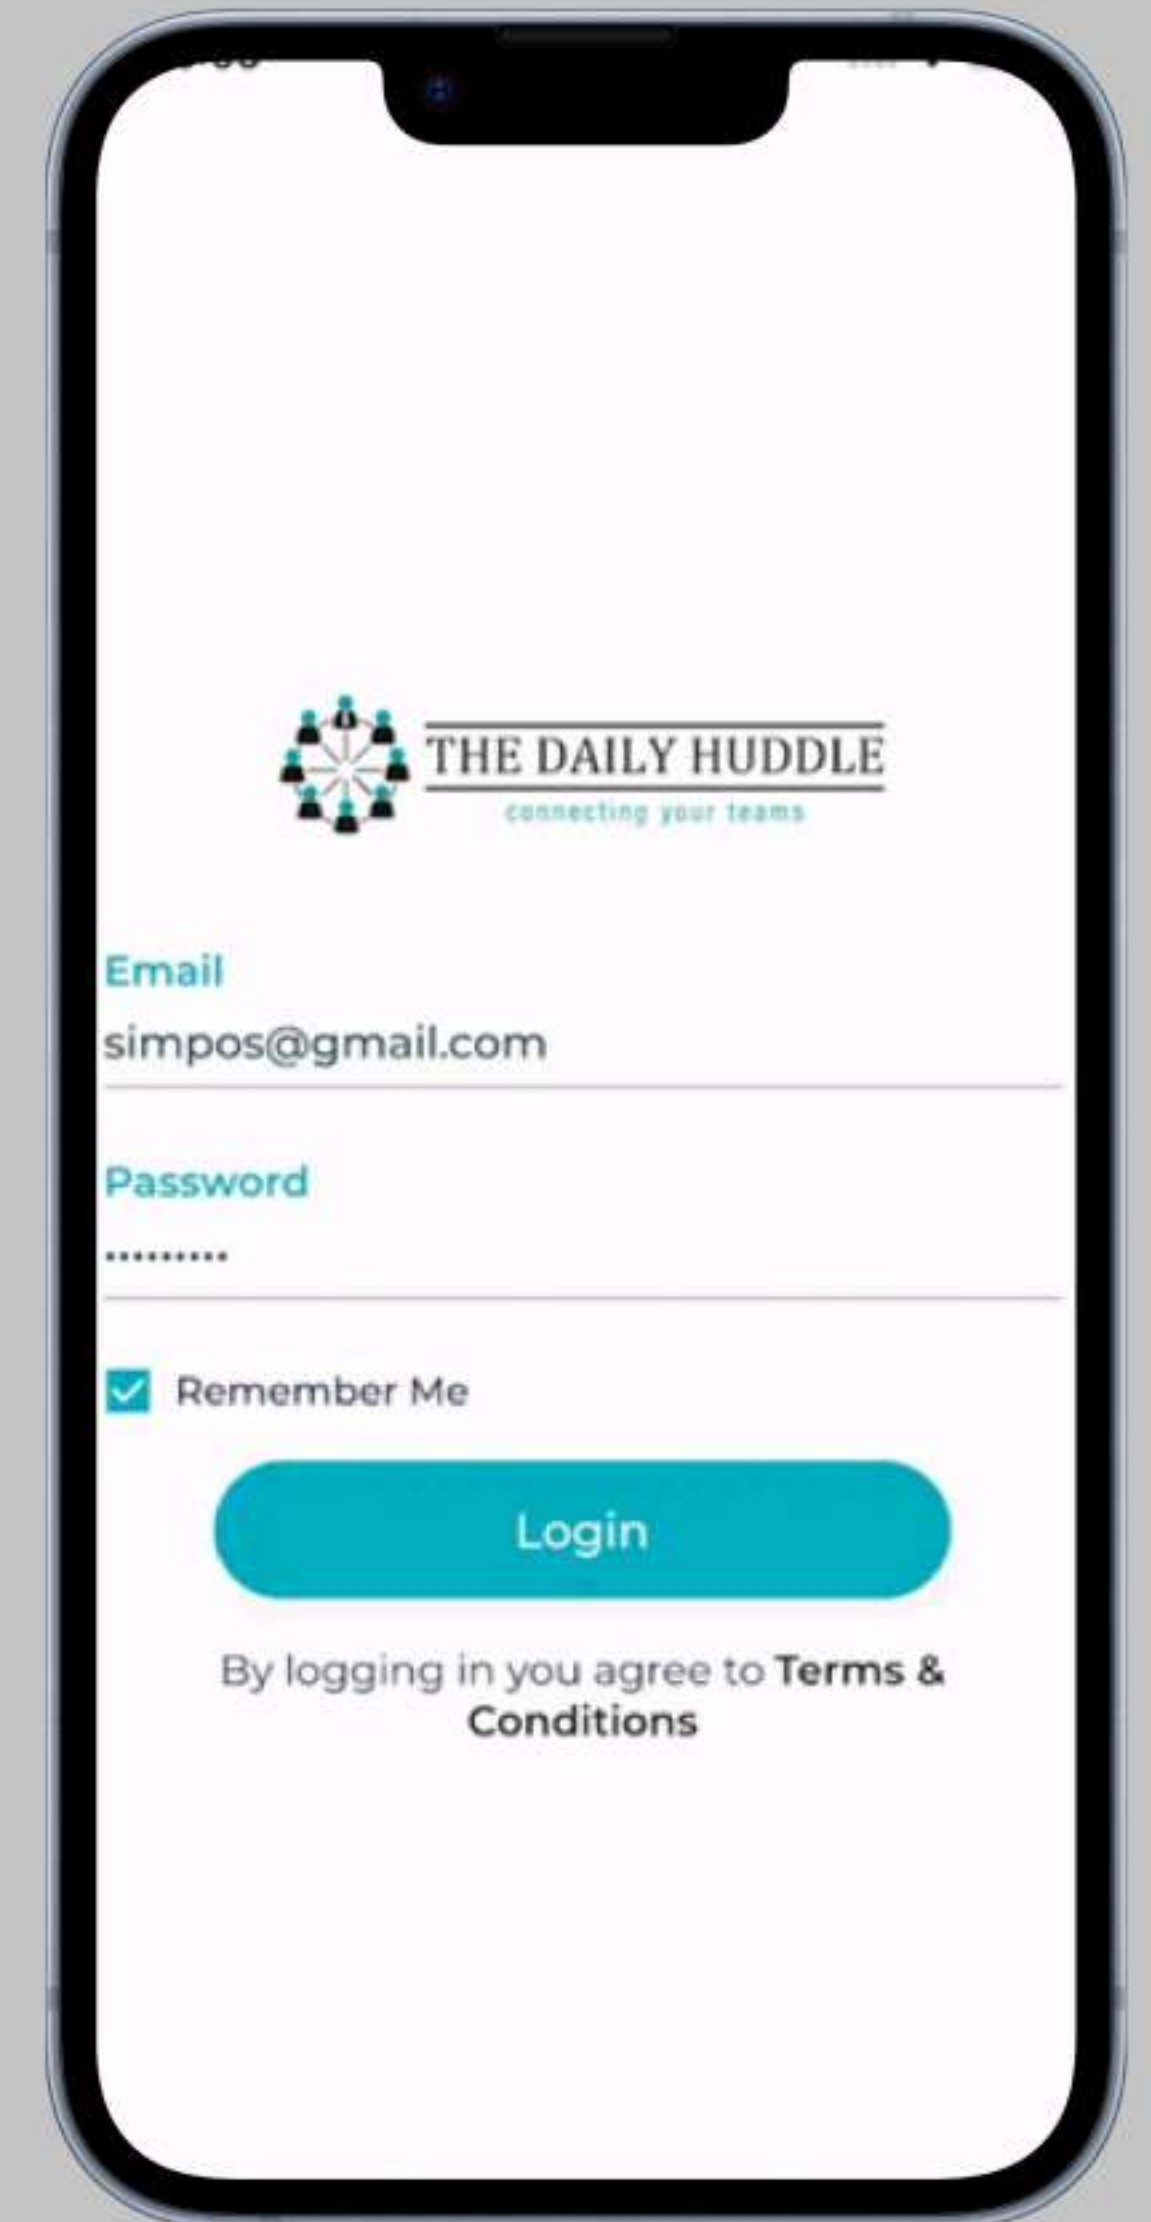 THE DAILY HUDDLE
connecting your teams
Email
simpos@gmail.com
Password
•••••••••
Remember Me
Login
By logging in you agree to Terms &
Conditions